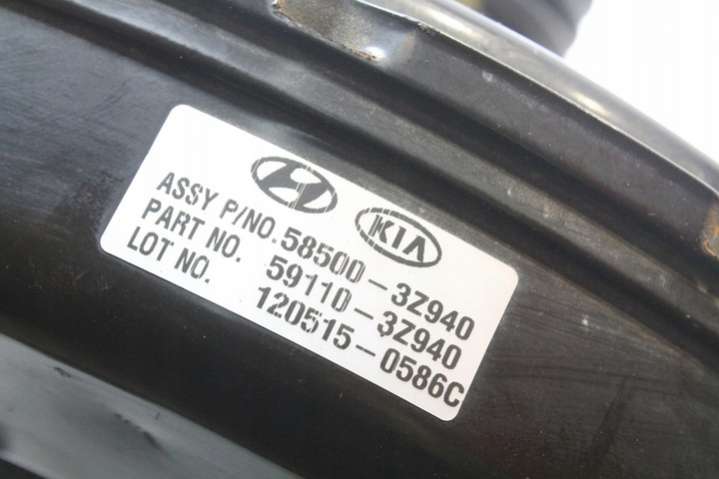 H KIA
ASSY P/NO. 58500-3Z940
PART NO. 59110-3Z940
LOT NO. 120515-0586C